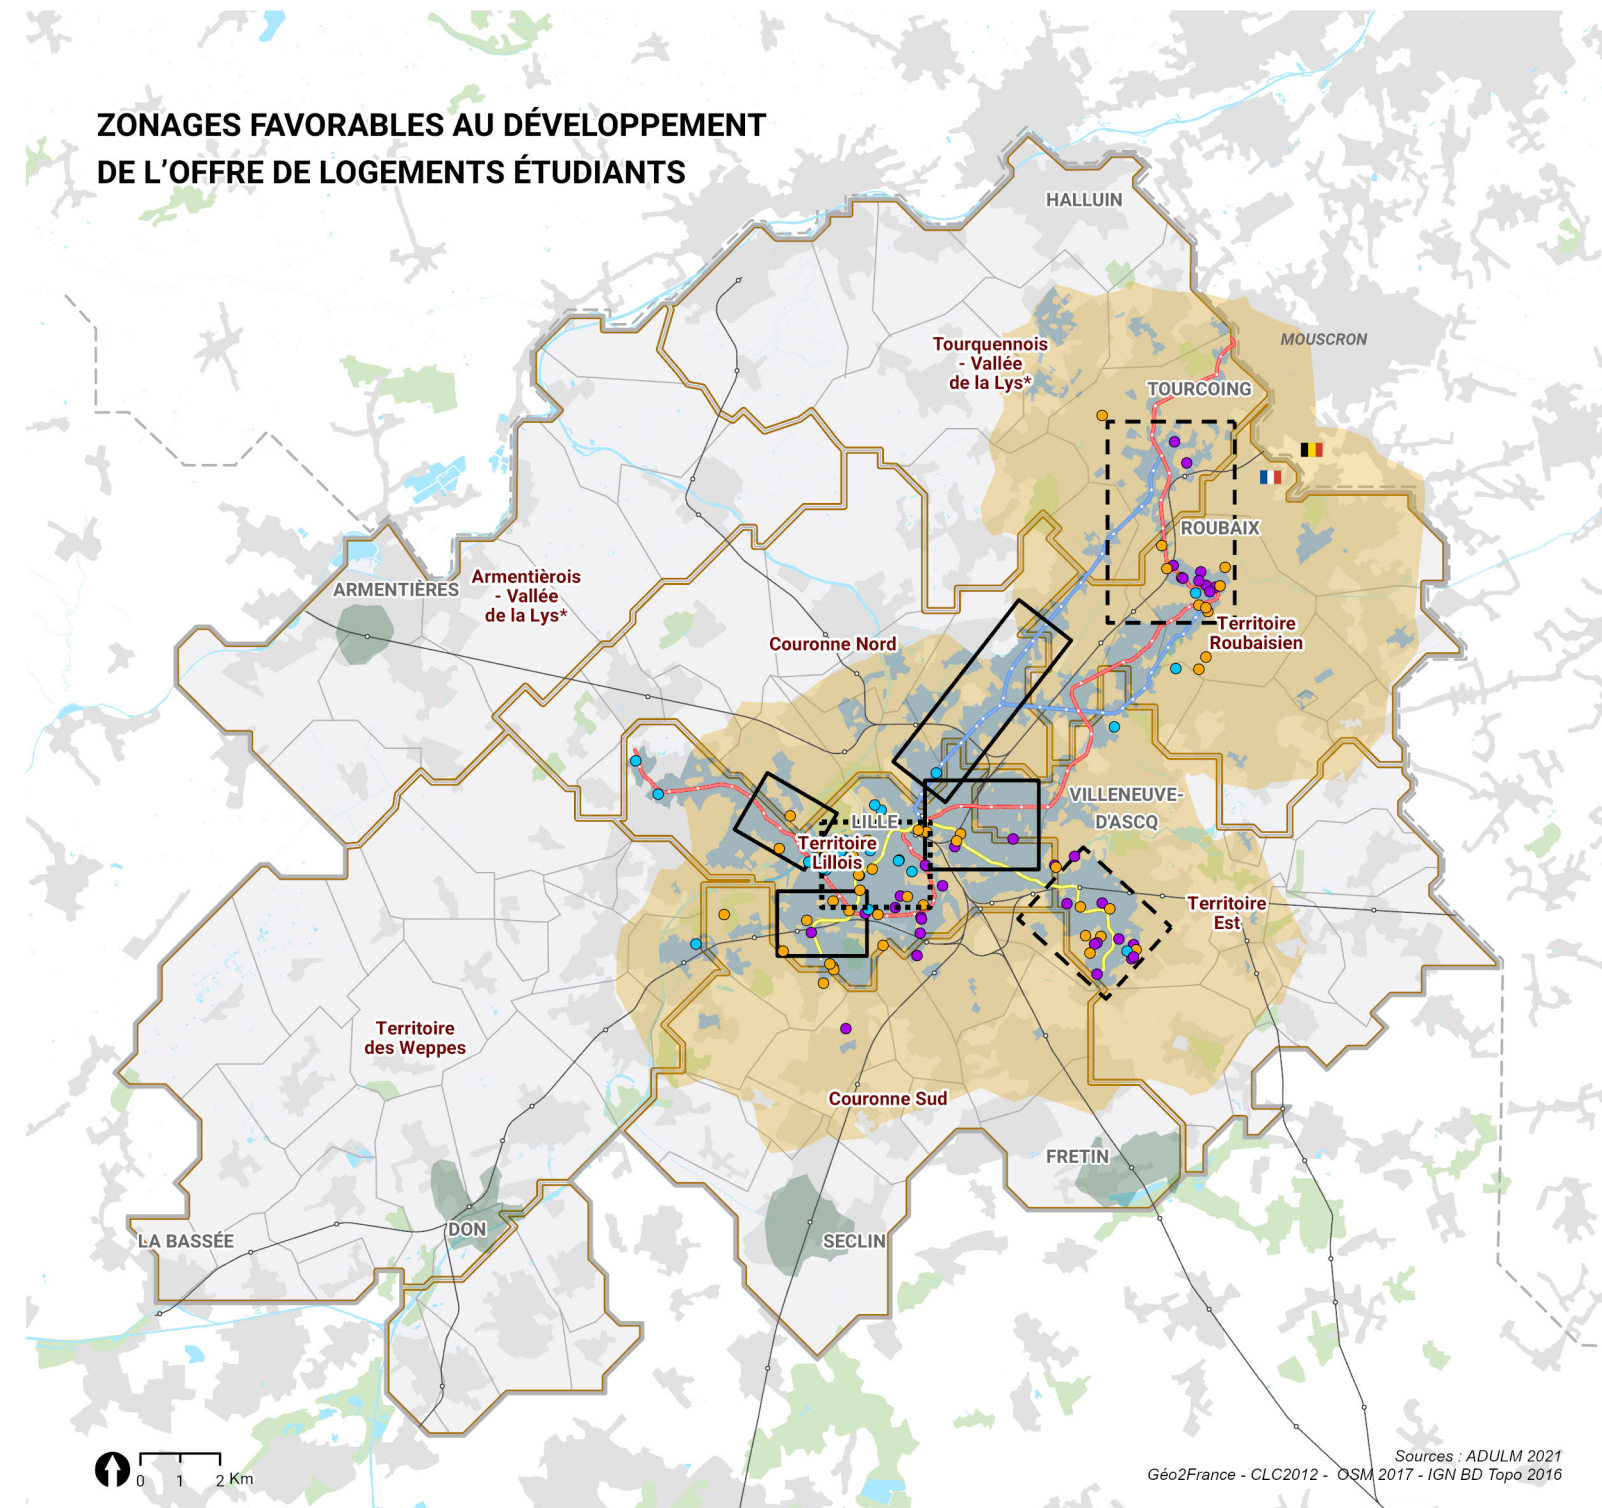 ZONAGES FAVORABLES AU DÉVELOPPEMENT
DE L’OFFRE DE LOGEMENTS ÉTUDIANTS
HALLUIN
MOUSCRON
Tourquennois
- Vallée
de la Lys*
TOURCOING
ROUBAIX
ARMENTIÈRES
Armentièrois
- Vallée
de la Lys*
Territoire
Roubaisien
Couronne Nord
VILLENEUVE-
D'ASCQ
LILLE
Territoire
Lillois
Territoire
Est
Territoire
des Weppes
Couronne Sud
FRETIN
LA BASSÉE
DON
SECLIN
Sources : ADULM 2021
Géo2France - CLC2012 - OSM 2017 - IGN BD Topo 2016
0 1 2 Km